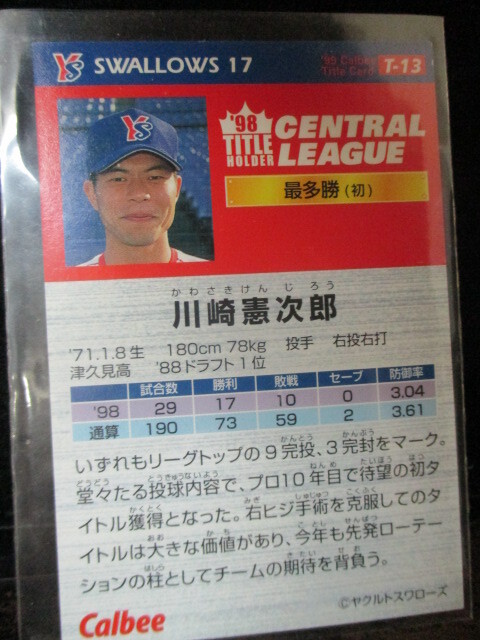 YS SWALLOWS 17
'99 Calbee
Title Card T-13
YS
'98
TITLE
HOLDER
CENTRAL
LEAGUE
最多勝(初)
かわさきけんじろう
川崎憲次郎
'71.1.8生 180cm 78kg 投手 右投右打
津久見高 '88ドラフト1位
試合数 勝利 敗戦 セーブ 防御率
'98 29 17 10 0 3.04
通算 190 73 59 2 3.61
いずれもリーグトップの9完投、3完封をマーク。
堂々たる投球内容で、プロ10年目で待望の初タ
イトル獲得となった。右ヒジ手術を克服してのタ
イトルは大きな価値があり、今年も先発ローテー
ションの柱としてチームの期待を背負う。
Calbee
©ヤクルトスワローズ